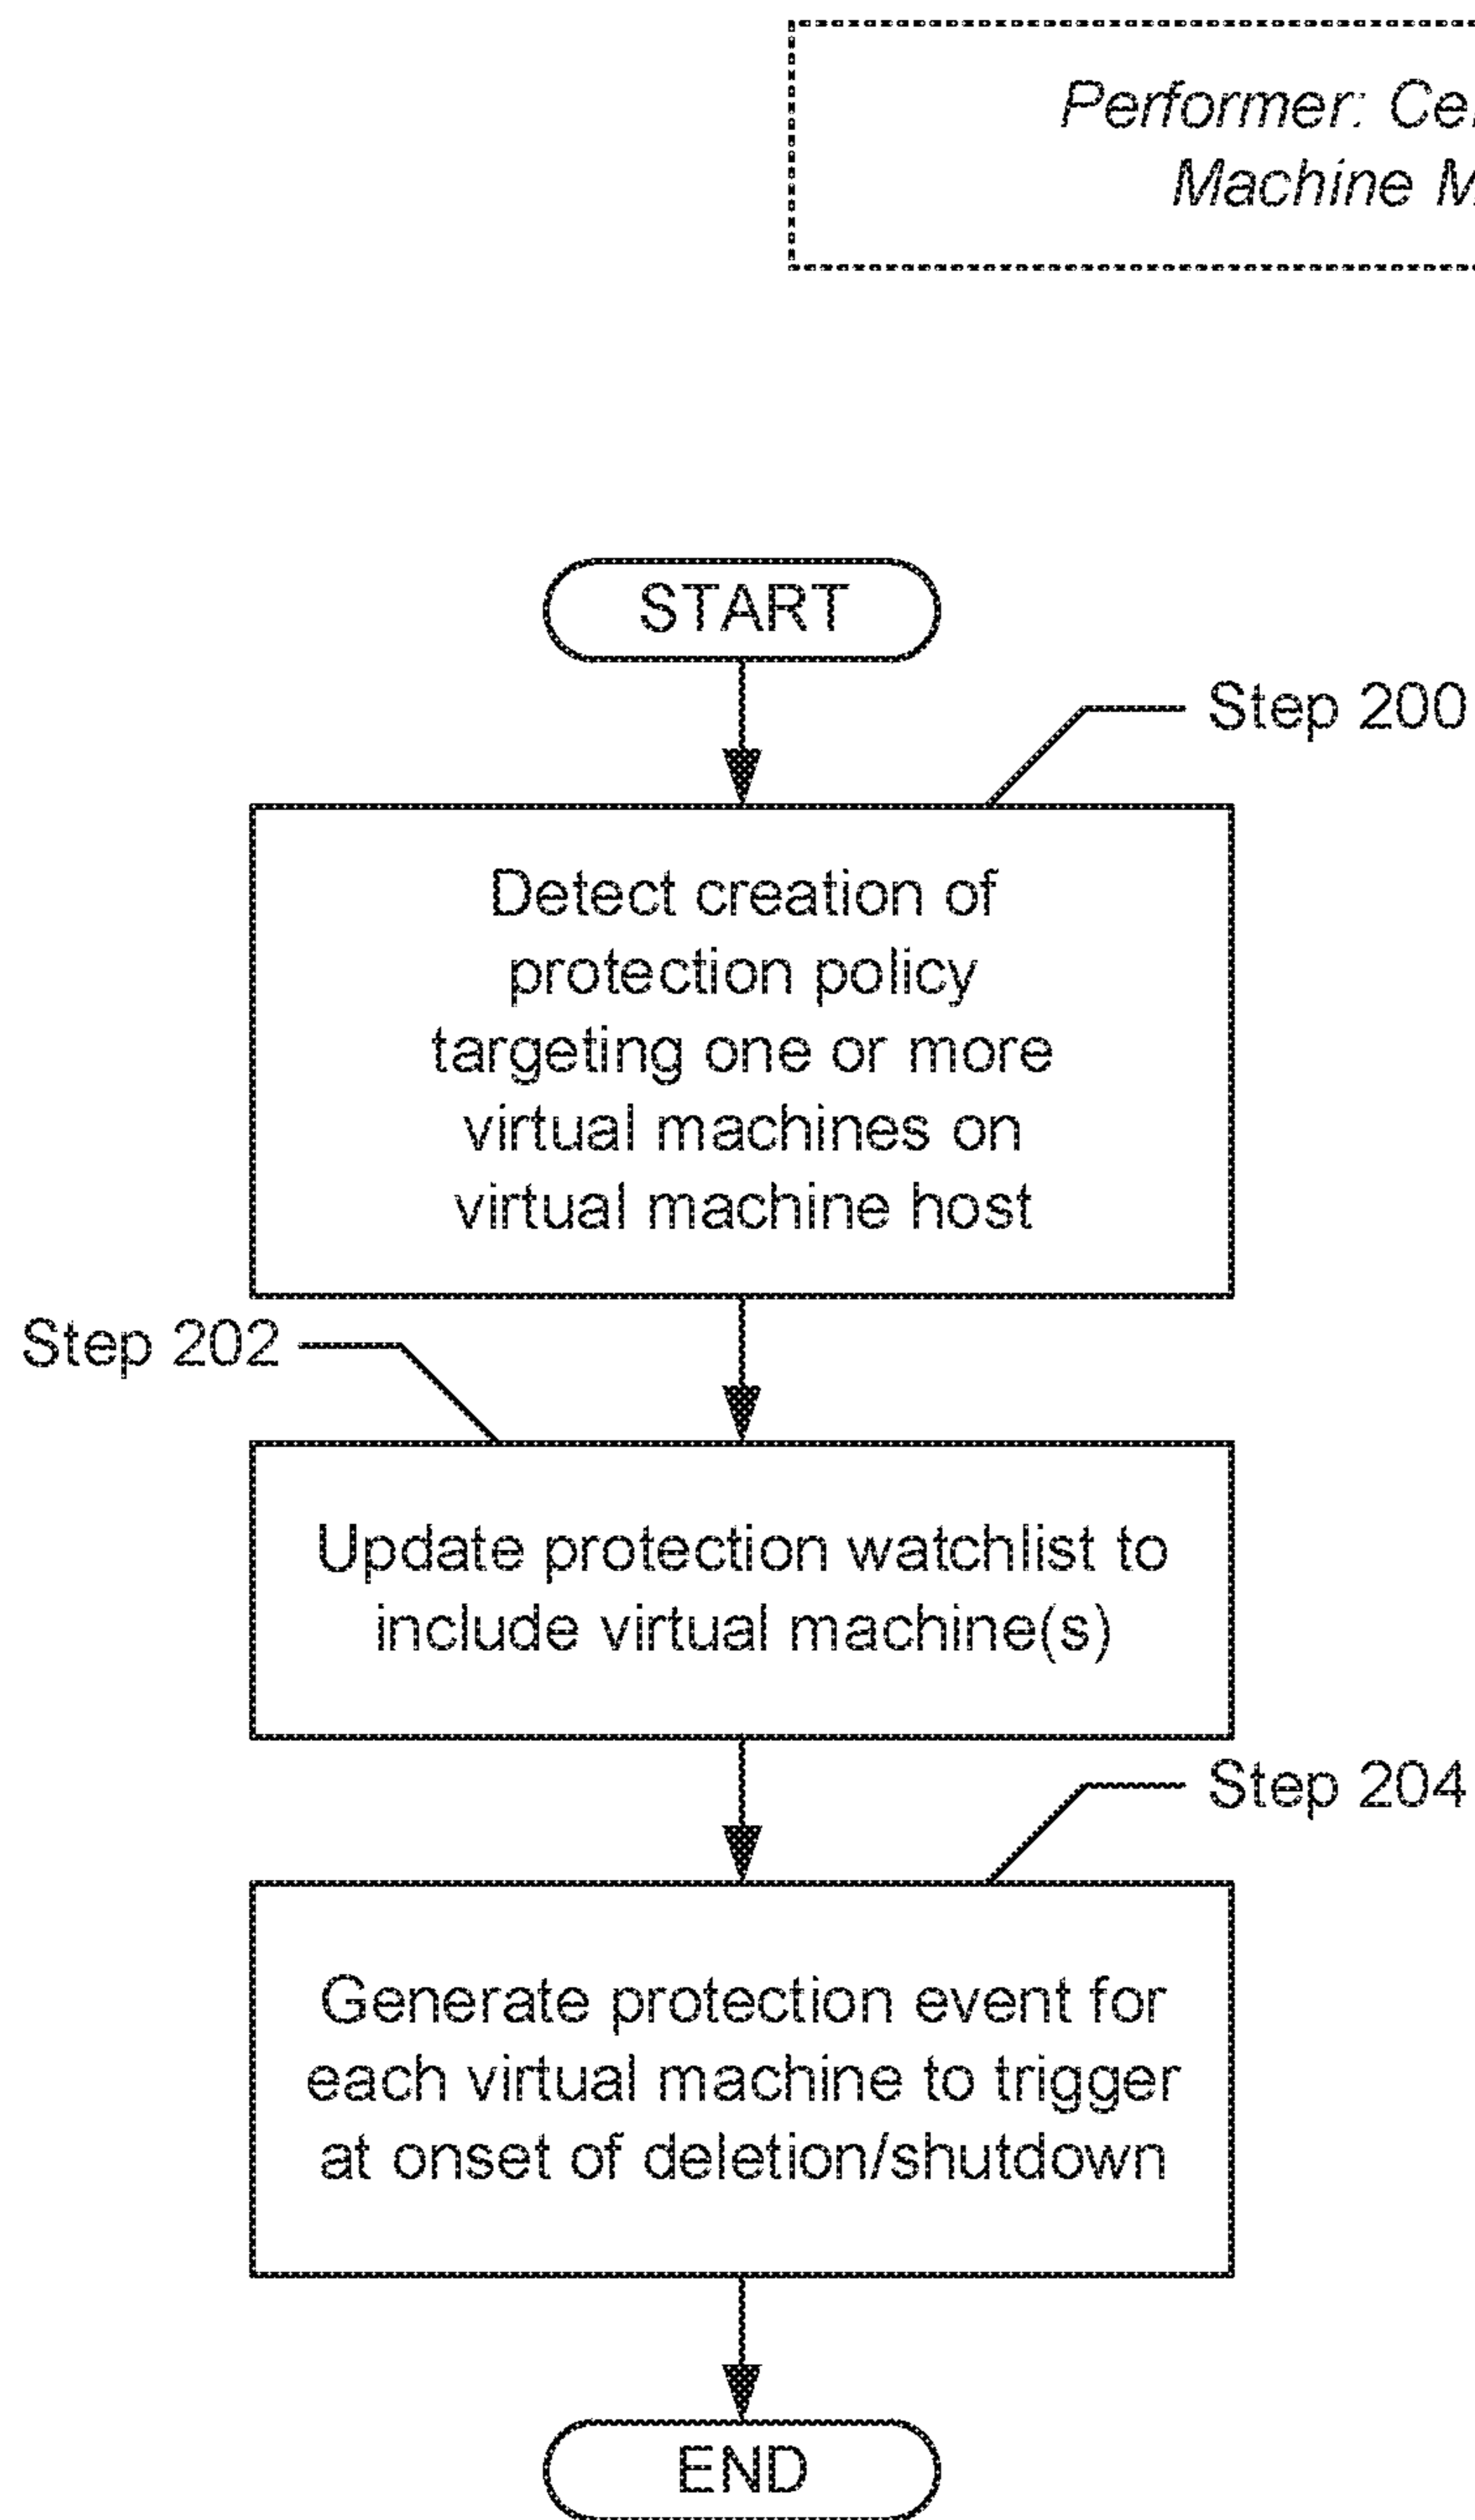 Performer:
Machine
START
Step 200
Detect creation of
protection policy
targeting one or more
virtual machines on
virtual machine host
Step 202
Update protection watchlist to
include virtual machine(s)
Step 204
Generate protection event for
each virtual machine to trigger
at onset of deletion/shutdown
END